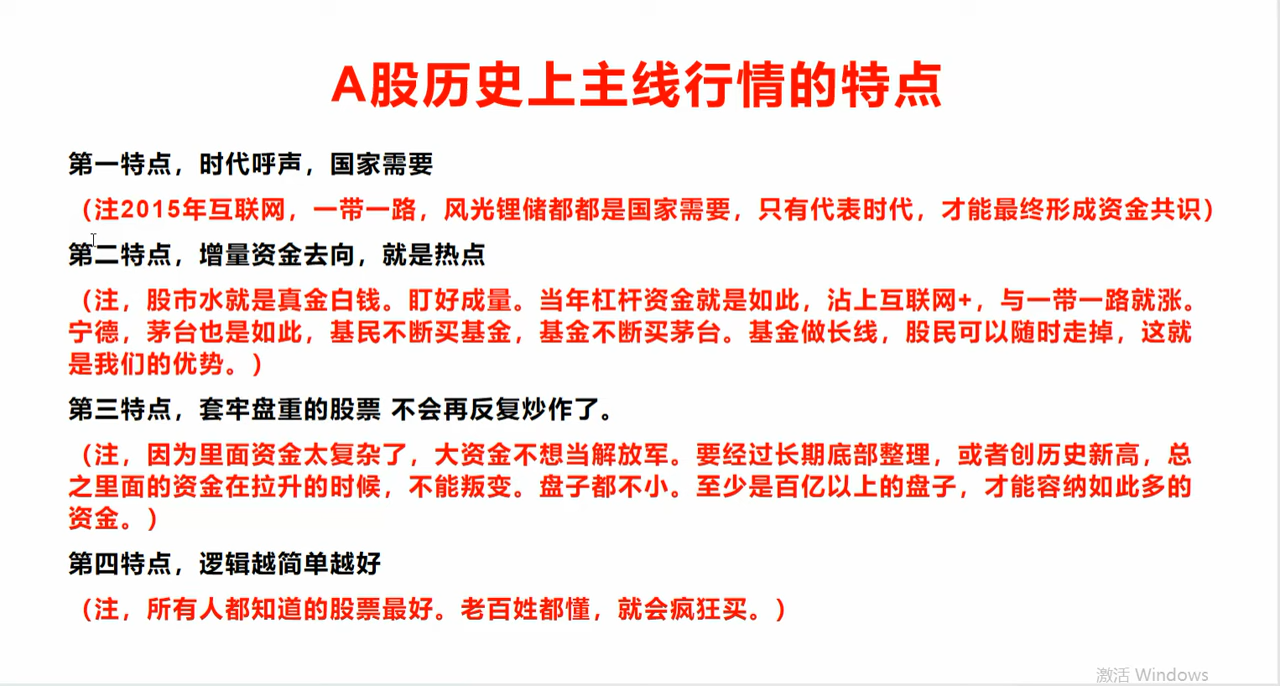 A股历史上主线行情的特点
第一特点，时代呼声，国家需要
（注2015年互联网，一带一路，风光锂储都都是国家需要，只有代表时代，才能最终形成资金共识）
第二特点，增量资金去向，就是热点
（注，股市水就是真金白钱。盯好成量。当年杠杆资金就是如此，沾上互联网+，与一带一路就涨。
宁德，茅台也是如此，基民不断买基金，基金不断买茅台。基金做长线，股民可以随时走掉，这就
是我们的优势。）
第三特点，套牢盘重的股票 不会再反复炒作了。
（注，因为里面资金太复杂了，大资金不想当解放军。要经过长期底部整理，或者创历史新高，总
之里面的资金在拉升的时候，不能叛变。盘子都不小。至少是百亿以上的盘子，才能容纳如此多的
资金。）
第四特点，逻辑越简单越好
（注，所有人都知道的股票最好。老百姓都懂，就会疯狂买。）
激活 Windows